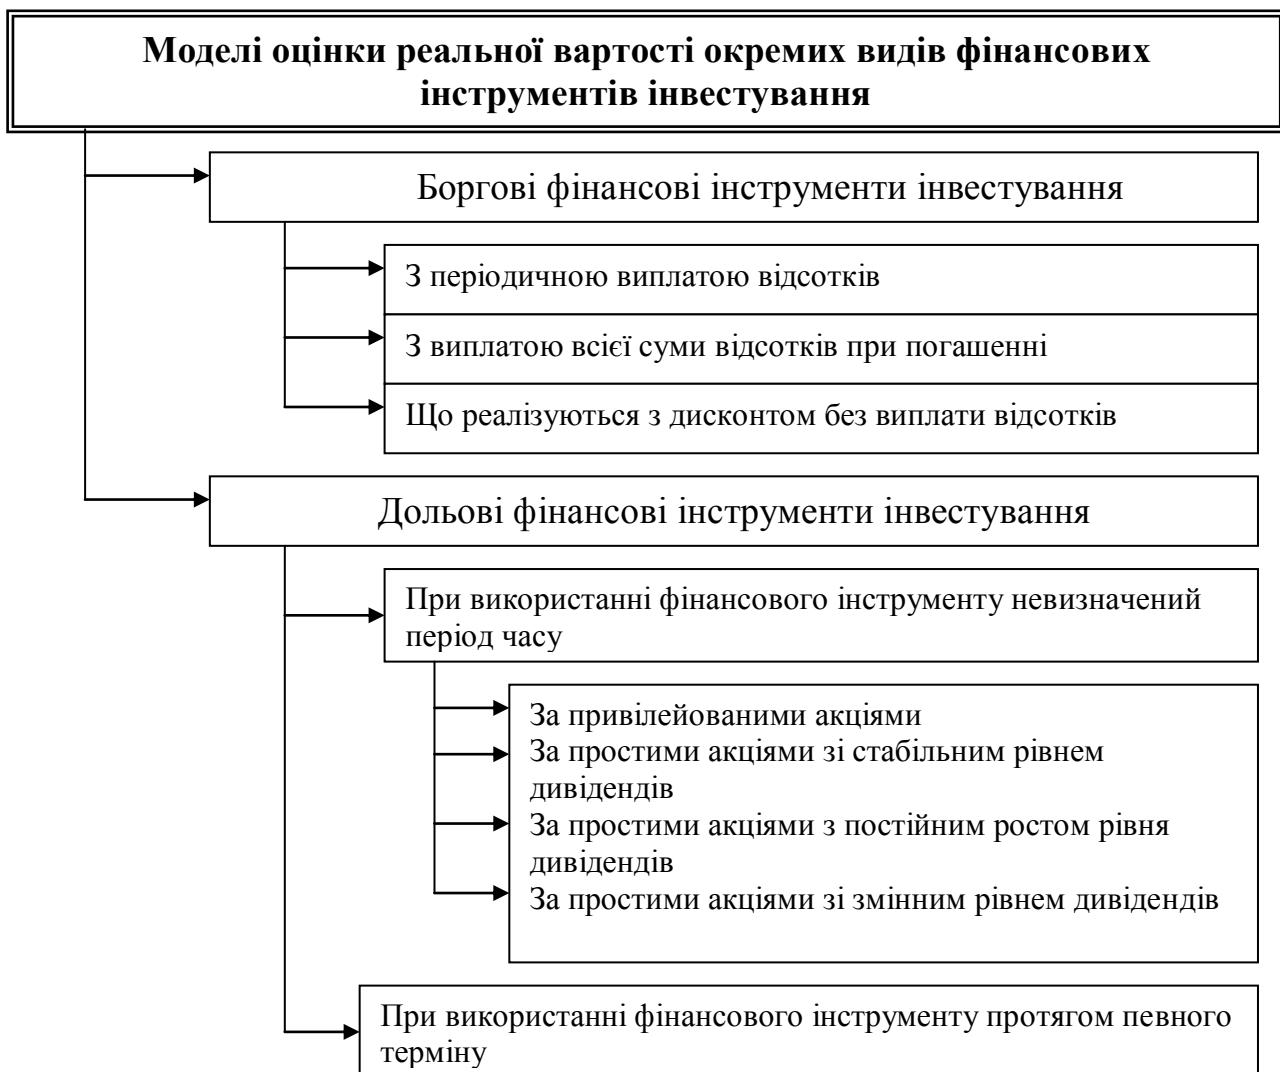 Моделі оцінки реальної вартості окремих видів фінансових
інструментів інвестування
Боргові фінансові інструменти інвестування
З періодичною виплатою відсотків
З виплатою всієї суми відсотків при погашенні
Що реалізуються з дисконтом без виплати відсотків
Дольові фінансові інструменти інвестування
При використанні фінансового інструменту невизначений
період часу
За привілейованими акціями
За простими акціями зі стабільним рівнем
дивідендів
За простими акціями з постійним ростом рівня
дивідендів
За простими акціями зі змінним рівнем дивідендів
При використанні фінансового інструменту протягом певного
терміну